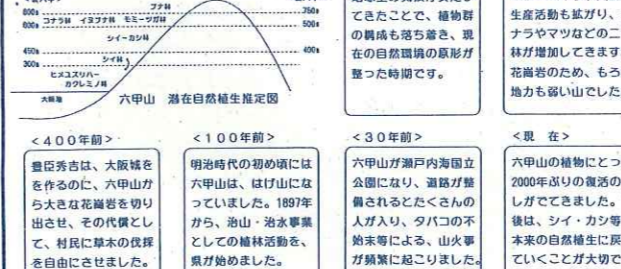 ブナ林
800m
750m
コナラ林 イヌブナ林 モミーツガ林
600m
500m
シイーカシ林
450m
400m
シイ林
300m
ヒメユズリハー
カクレミノ林
大阪湾
六甲山 潜在自然植生推定図
てきたことで、植物群
の構成も落ち着き、現
在の自然環境の原形が
整った時期です。
生産活動も拡がり、
ナラやマツなどの二
林が増加してきます
花崗岩のため、もろ
地力も弱い山でした
<400年前>
豊臣秀吉は、大阪城を
を作るのに、六甲山か
ら大きな花崗岩を切り
出させ、その代償とし
て、村民に草木の伐採
を自由にさせました。
<100年前>
明治時代の初め頃には
六甲山は、はげ山にな
っていました。1897年
から、治山・治水事業
としての植林活動を、
県が始めました。
<30年前>
六甲山が瀬戸内海国立
公園になり、道路が整
備されるとたくさんの
人が入り、タバコの不
始末等による、山火事
が頻繁に起こりました。
<現 在>
六甲山の植物にとっ
2000年ぶりの復活の
しがでてきました。
後は、シイ・カシ等
本来の自然植生に戻
ていくことが大切で